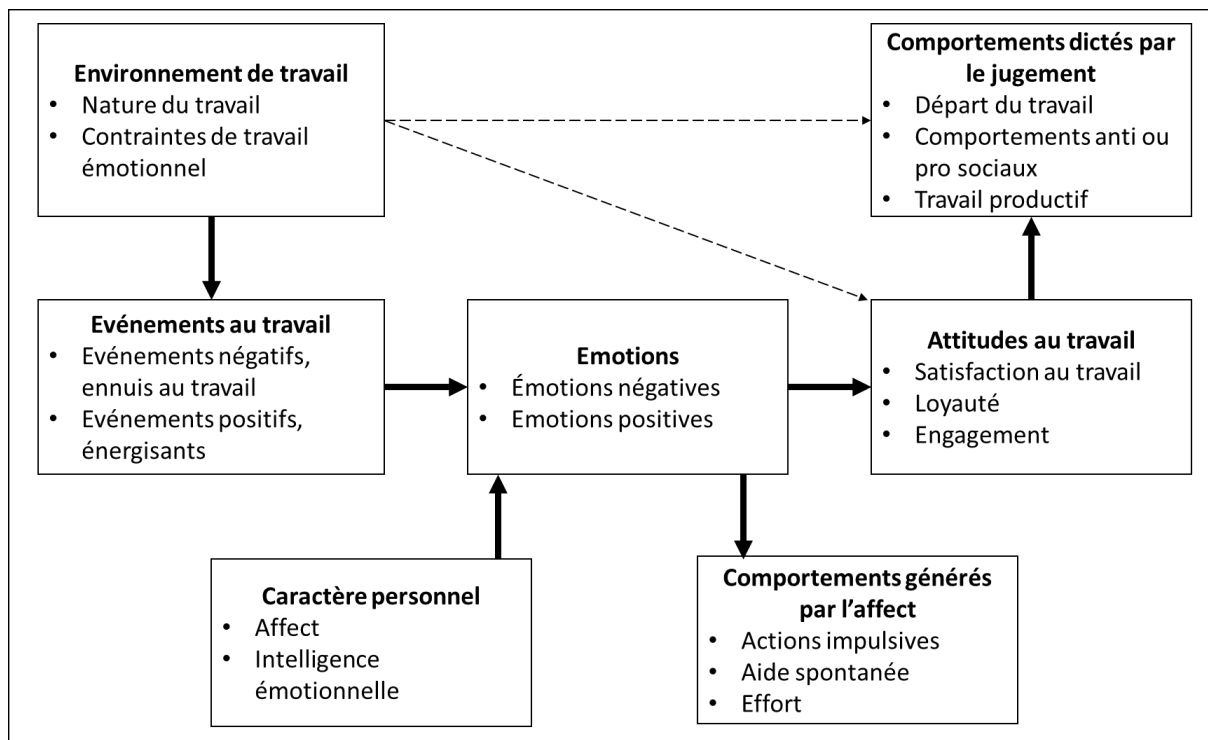 Environnement de travail
• Nature du travail
• Contraintes de travail
émotionnel
Comportements dictés par
le jugement
• Départ du travail
• Comportements anti ou
pro sociaux
• Travail productif
Evénements au travail
• Evénements négatifs,
ennuis au travail
• Evénements positifs,
énergisants
Emotions
• Émotions négatives
• Emotions positives
Attitudes au travail
• Satisfaction au travail
• Loyauté
• Engagement
Caractère personnel
• Affect
• Intelligence
émotionnelle
Comportements générés
par l’affect
• Actions impulsives
• Aide spontanée
• Effort